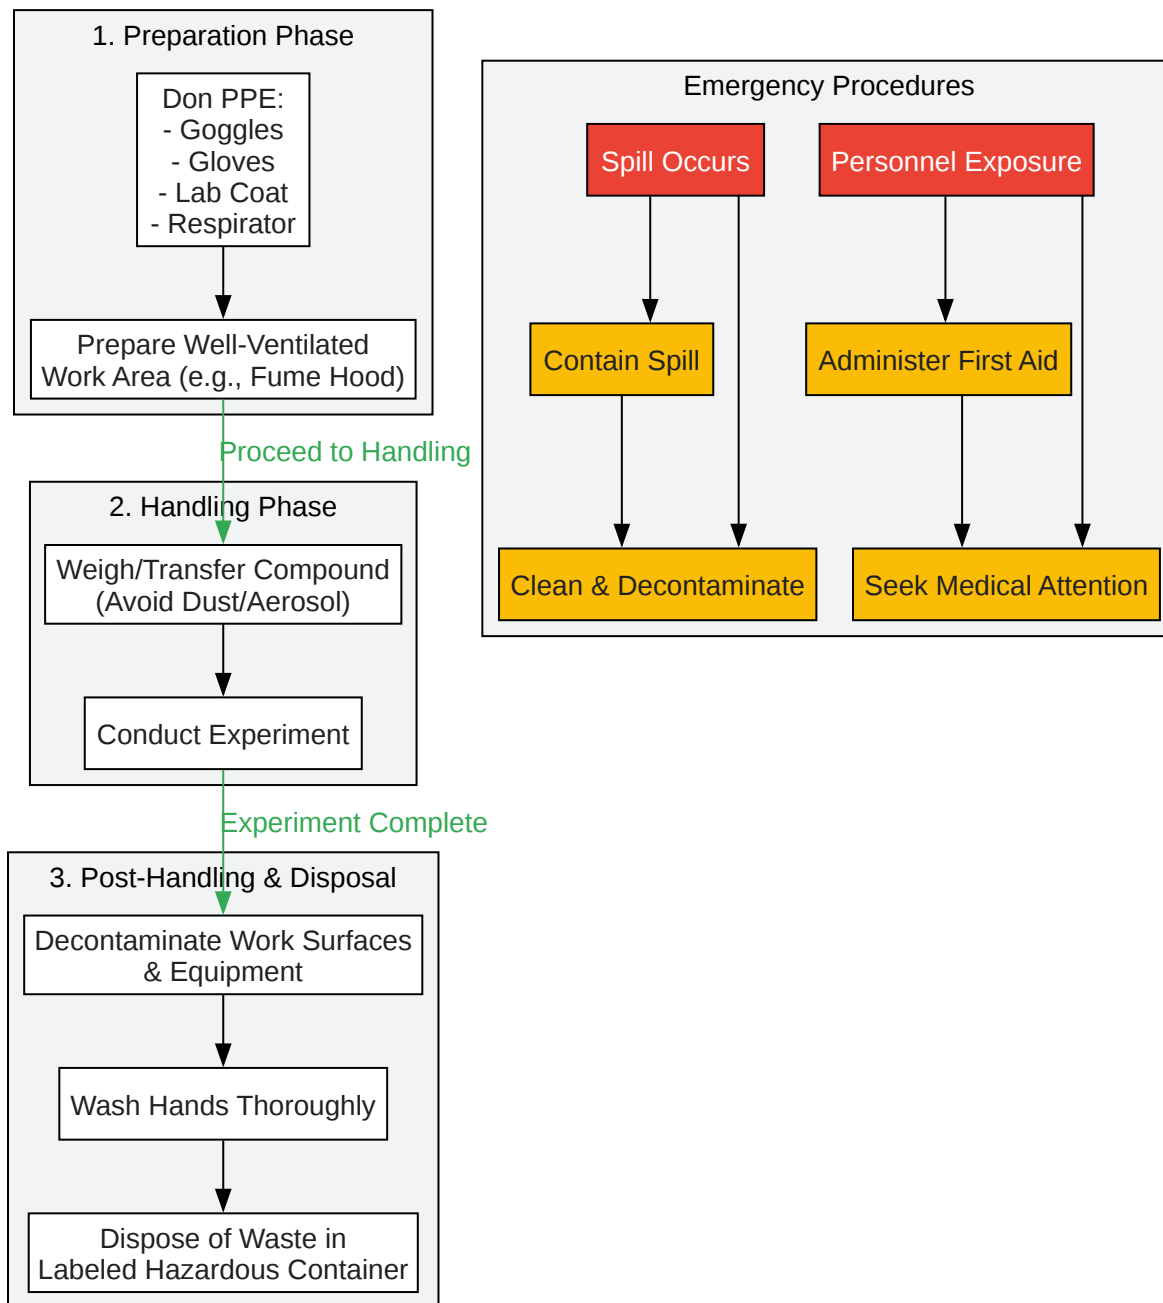 1. Preparation Phase
Don PPE:
- Goggles
- Gloves
- Lab Coat
- Respirator
Prepare Well-Ventilated
Work Area (e.g., Fume Hood)
Proceed to Handling
2. Handling Phase
Weigh/Transfer Compound
(Avoid Dust/Aerosol)
Conduct Experiment
Experiment Complete
3. Post-Handling & Disposal
Decontaminate Work Surfaces
& Equipment
Wash Hands Thoroughly
Dispose of Waste in
Labeled Hazardous Container
Emergency Procedures
Spill Occurs
Personnel Exposure
Contain Spill
Administer First Aid
Clean & Decontaminate
Seek Medical Attention